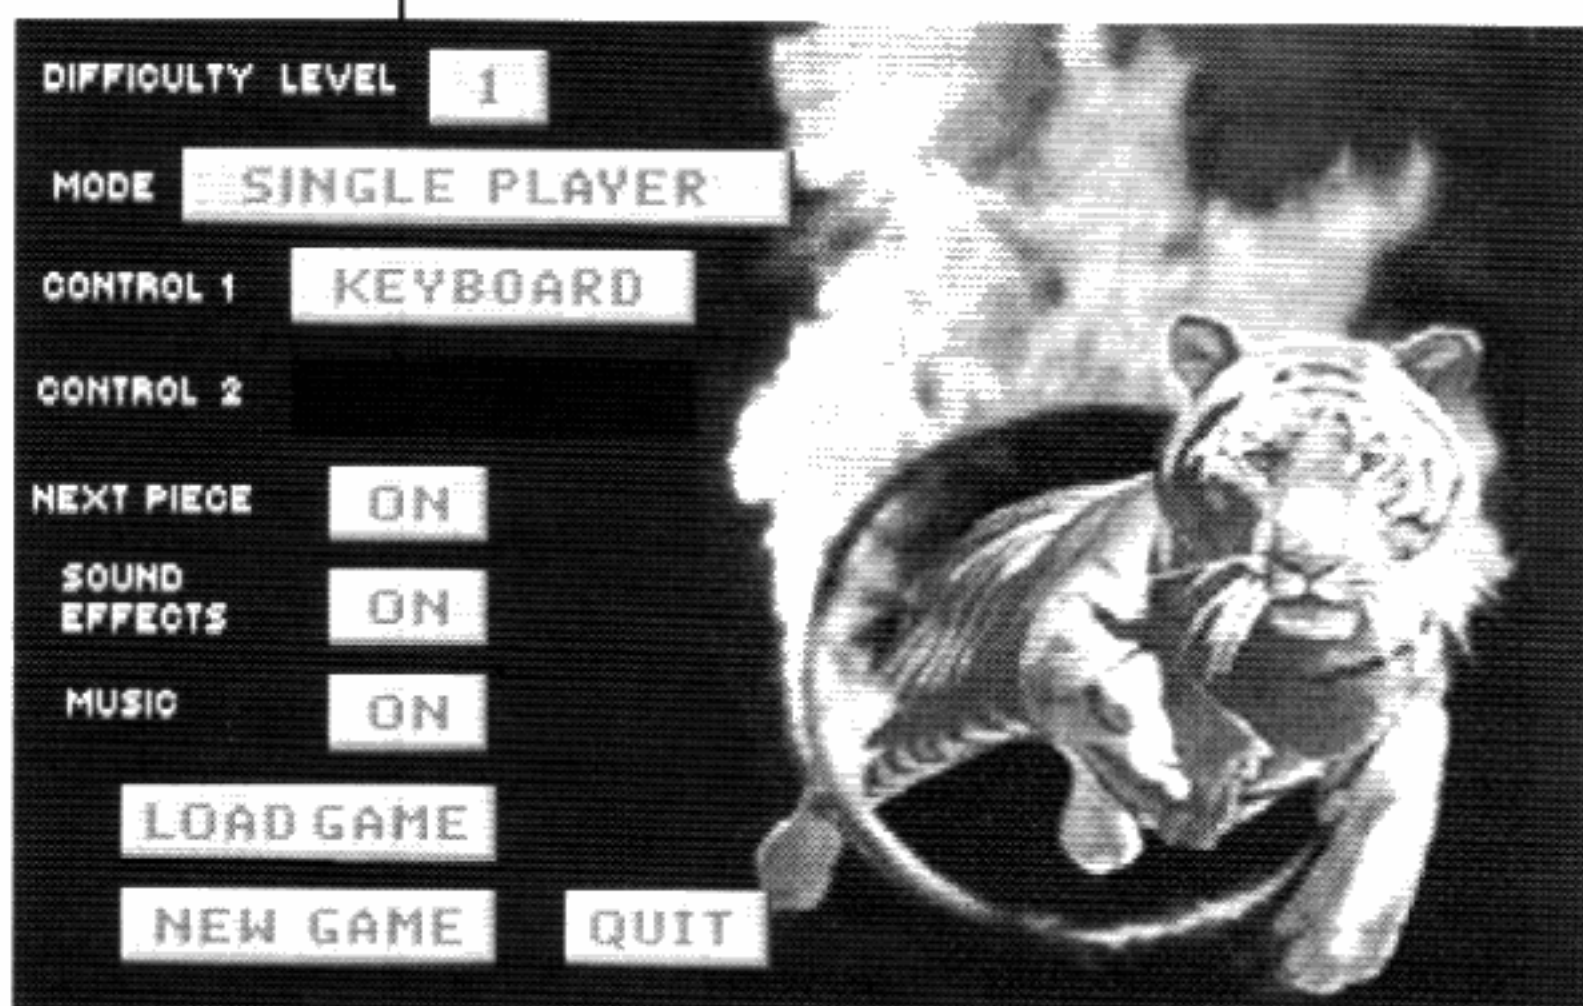 DIFFICULTY LEVEL 1
MODE SINGLE PLAYER
CONTROL 1 KEYBOARD
CONTROL 2
NEXT PIECE ON
SOUND
EFFECTS ON
MUSIC ON
LOAD GAME
NEW GAME QUIT